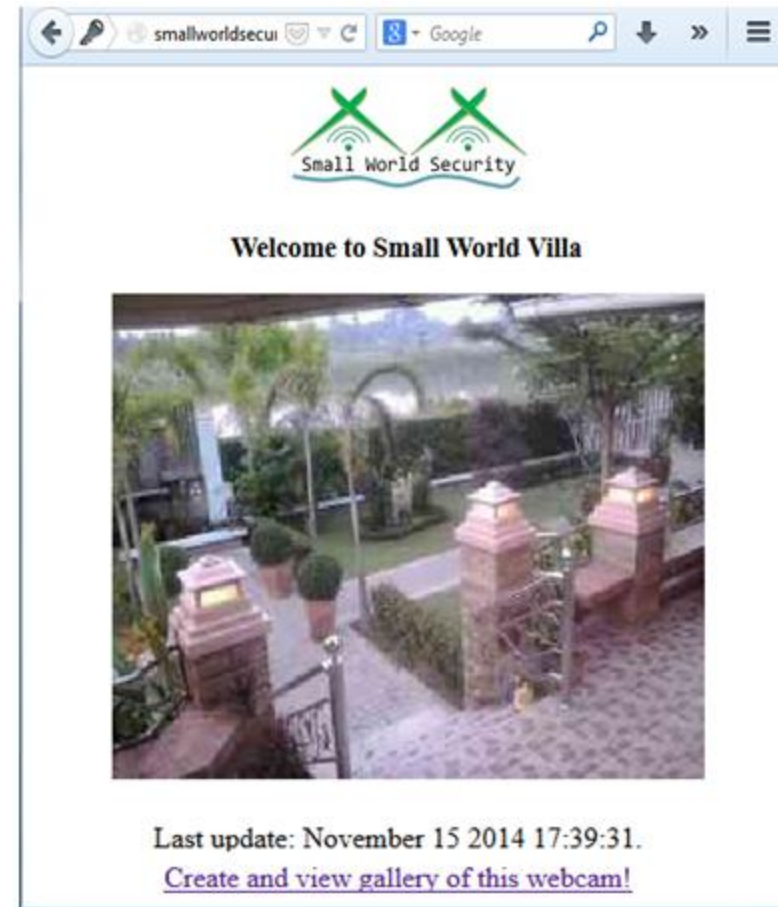 smallworldsecui
Google
Small World Security
Welcome to Small World Villa
Last update: November 15 2014 17:39:31.
Create and view gallery of this webcam!